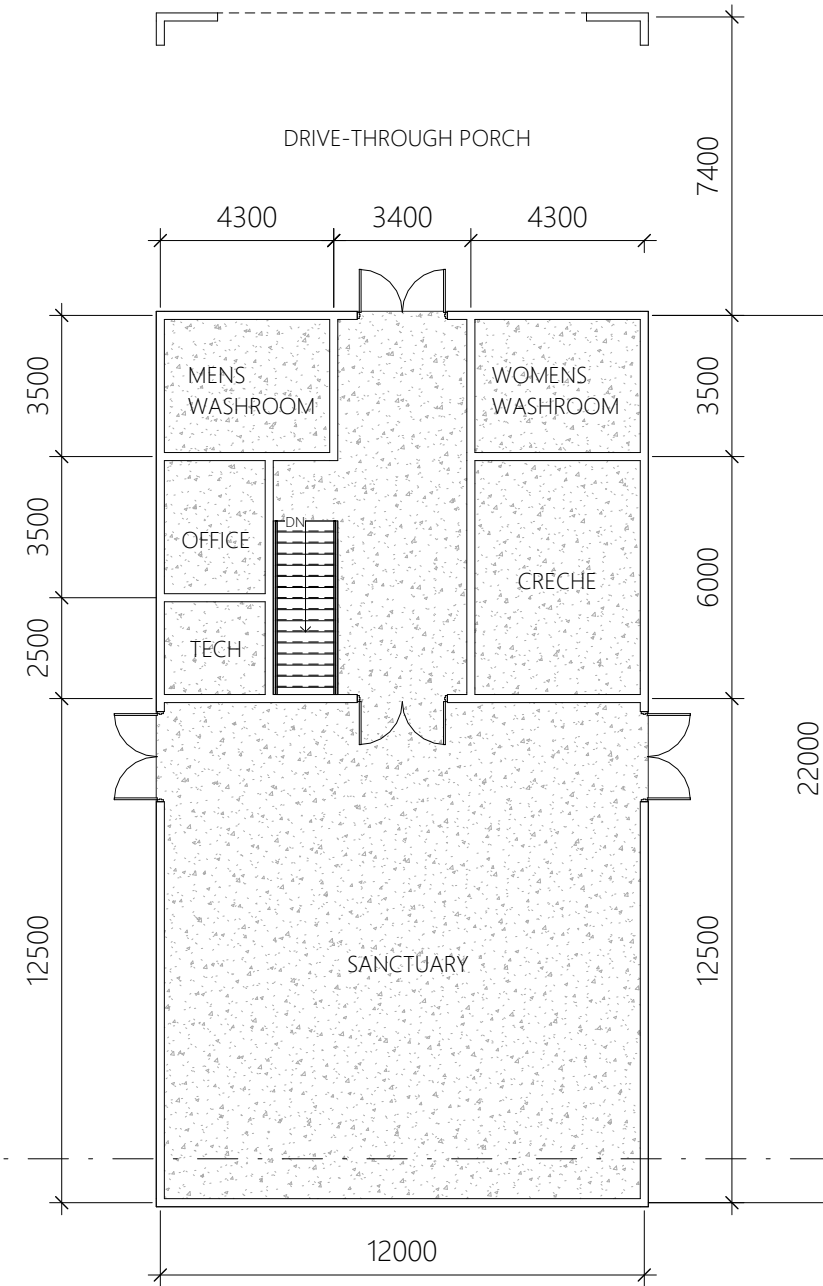 DRIVE-THROUGH PORCH
7400
4300
3400
4300
3500
MENS
WASHROOM
WOMENS
WASHROOM
3500
3500
OFFICE
DN
CRECHE
6000
2500
TECH
22000
12500
SANCTUARY
12500
12000